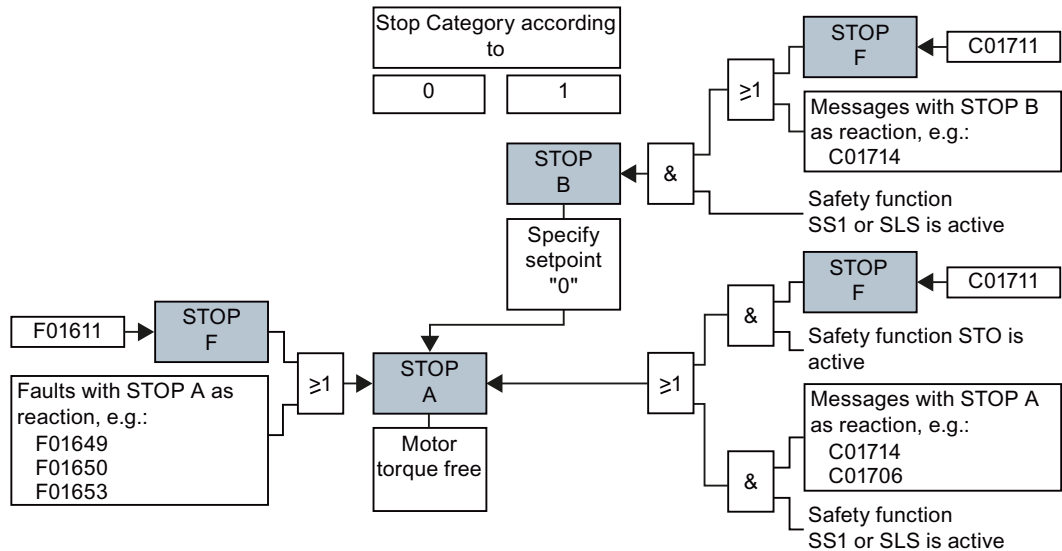 Stop Category according
to
0
1
STOP
F
C01711
≥1
Messages with STOP B
as reaction, e.g.:
C01714
STOP
B
&
Safety function
SS1 or SLS is active
Specify
setpoint
"0"
STOP
F
C01711
&
Safety function STO is
active
F01611
STOP
F
≥1
STOP
A
≥1
Faults with STOP A as
reaction, e.g.:
F01649
F01650
F01653
Motor
torque free
Messages with STOP A
as reaction, e.g.:
C01714
C01706
&
Safety function
SS1 or SLS is active